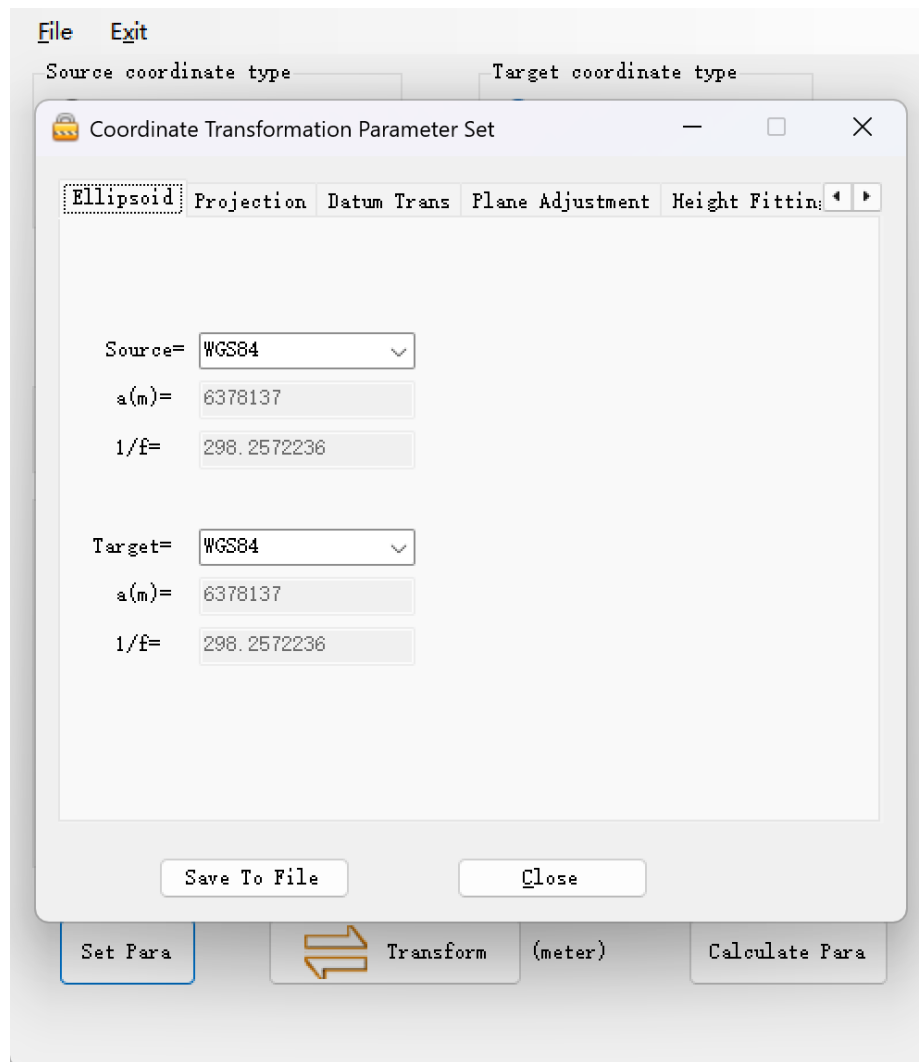 File Exit
Source coordinate type Target coordinate type
Coordinate Transformation Parameter Set
Ellipsoid Projection Datum Trans Plane Adjustment Height Fitting
Source= WGS84
a(m)= 6378137
1/f= 298.2572236
Target= WGS84
a(m)= 6378137
1/f= 298.2572236
Save To File Close
Set Para Transform (meter) Calculate Para